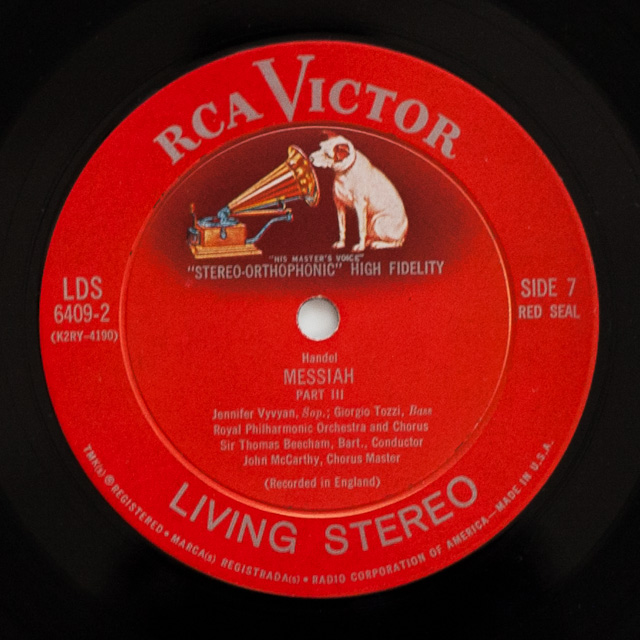 RCA VICTOR
"HIS MASTER'S VOICE"
"STEREO-ORTHOPHONIC" HIGH FIDELITY
LDS
6409-2
(K2RY-4190)
SIDE 7
RED SEAL
Handel
MESSIAH
PART III
Jennifer Vyvyan, Sop.; Giorgio Tozzi, Bass
Royal Philharmonic Orchestra and Chorus
Sir Thomas Beecham, Bart., Conductor
John McCarthy, Chorus Master
(Recorded in England)
LIVING STEREO
TMK(s) ® REGISTERED • MARCA(s) REGISTRADA(s) • RADIO CORPORATION OF AMERICA—MADE IN U.S.A.